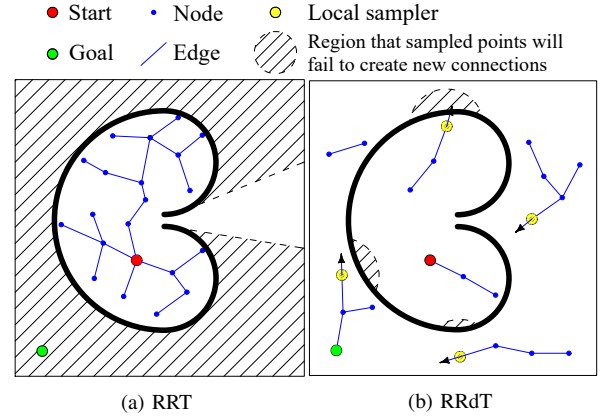 Start Node Local sampler
Goal Edge Region that sampled points will
fail to create new connections
(a) RRT (b) RRdT